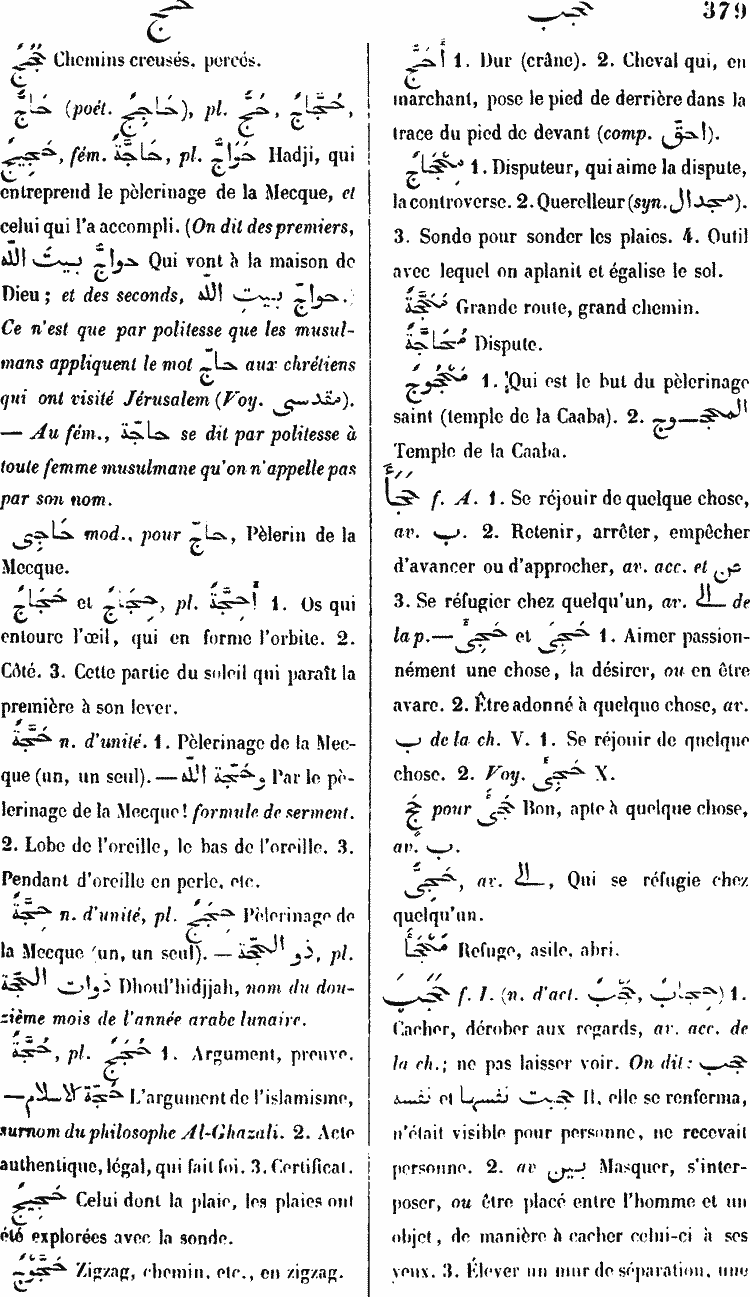 حج
حجب
379
حُجُجٌ Chemins creusés, percés.
حَاجٌّ (poét. حَاجِجٌ), pl. حُجٌّ, حُجَّاجٌ,
حَجِيجٌ, fém. حَاجَّةٌ, pl. حَوَاجُّ Hadji, qui
entreprend le pèlerinage de la Mecque, et
celui qui l'a accompli. (On dit des premiers,
حواجٌّ بيتَ الله Qui vont à la maison de
Dieu; et des seconds, حواجُّ بيتِ الله.
Ce n'est que par politesse que les musul-
mans appliquent le mot حاجّ aux chrétiens
qui ont visité Jérusalem (Voy. مقدسى).
— Au fém., حاجّة se dit par politesse à
toute femme musulmane qu'on n'appelle pas
par son nom.
حَاجِى mod., pour حاجّ, Pèlerin de la
Mecque.
حَجَاجٌ et حِجَاجٌ, pl. أَحِجَّةٌ 1. Os qui
entoure l'œil, qui en forme l'orbite. 2.
Côté. 3. Cette partie du soleil qui paraît la
première à son lever.
حَجَّةٌ n. d'unité. 1. Pèlerinage de la Mec-
que (un, un seul). — وحَجّة الله Par le pè-
lerinage de la Mecque! formule de serment.
2. Lobe de l'oreille, le bas de l'oreille. 3.
Pendant d'oreille en perle, etc.
حِجَّةٌ n. d'unité, pl. حِجَجٌ Pèlerinage de
la Mecque (un, un seul). — ذو الحجّة, pl.
ذوات الحجّة Dhoul'hidjjah, nom du dou-
zième mois de l'année arabe lunaire.
حُجَّةٌ, pl. حُجَجٌ 1. Argument, preuve.
— حُجّة الاسلام L'argument de l'islamisme,
surnom du philosophe Al-Ghazali. 2. Acte
authentique, légal, qui fait foi. 3. Certificat.
حَجِيجٌ Celui dont la plaie, les plaies ont
été explorées avec la sonde.
حَجَوَّجٌ Zigzag, chemin, etc., en zigzag.
أَحَجُّ 1. Dur (crâne). 2. Cheval qui, en
marchant, pose le pied de derrière dans la
trace du pied de devant (comp. احقّ).
مِحْجَاجٌ 1. Disputeur, qui aime la dispute,
la controverse. 2. Querelleur (syn. مجدال).
3. Sonde pour sonder les plaies. 4. Outil
avec lequel on aplanit et égalise le sol.
مَحَجَّةٌ Grande route, grand chemin.
مُحَاجَّةٌ Dispute.
مَحْجُوجٌ 1. Qui est le but du pèlerinage
saint (temple de la Caaba). 2. المحجوج
Temple de la Caaba.
حَجَأَ f. A. 1. Se réjouir de quelque chose,
av. ب. 2. Retenir, arrêter, empêcher
d'avancer ou d'approcher, av. acc. et عن
3. Se réfugier chez quelqu'un, av. الى de
la p. — حَجِئَ et حَجِىَ 1. Aimer passion-
nément une chose, la désirer, ou en être
avare. 2. Être adonné à quelque chose, av.
ب de la ch. V. 1. Se réjouir de quelque
chose. 2. Voy. حَجِىَ X.
حَجٍ pour حَجِىٌ Bon, apte à quelque chose,
av. ب.
حَجِئٌ, av. الى, Qui se réfugie chez
quelqu'un.
مَحْجَأٌ Refuge, asile, abri.
حَجَبَ f. I. (n. d'act. حَجْبٌ, حِجَابٌ) 1.
Cacher, dérober aux regards, av. acc. de
la ch.; ne pas laisser voir. On dit: حجب
نفسه et حجبت نفسها Il, elle se renferma,
n'était visible pour personne, ne recevait
personne. 2. av بين Masquer, s'inter-
poser, ou être placé entre l'homme et un
objet, de manière à cacher celui-ci à ses
yeux. 3. Élever un mur de séparation, une